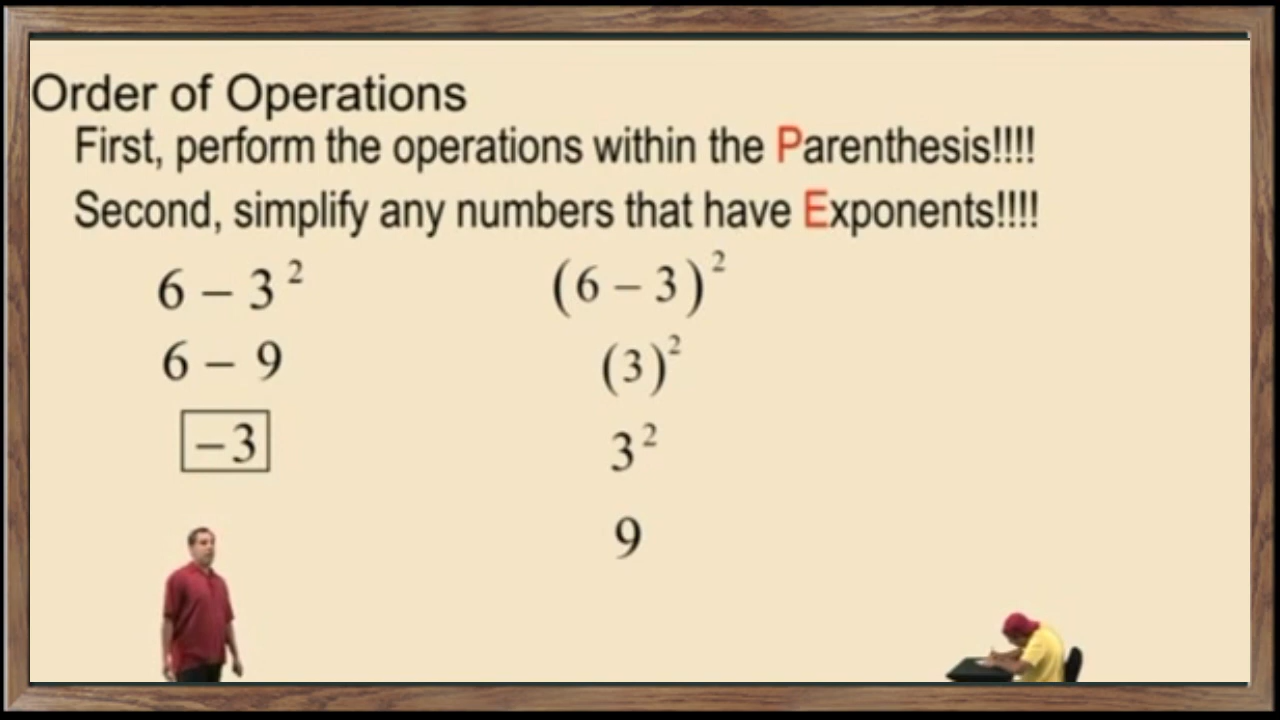 Order of Operations
First, perform the operations within the Parenthesis!!!!
Second, simplify any numbers that have Exponents!!!!
6 – 3²
(6 – 3)²
6 – 9
(3)²
–3
3²
9